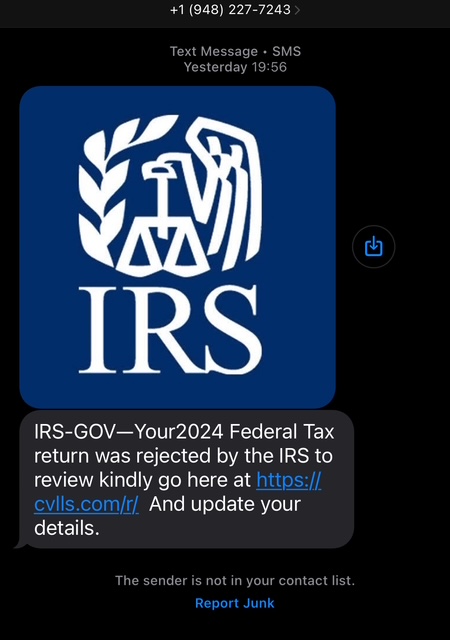 +1 (948) 227-7243
Text Message • SMS
Yesterday 19:56
IRS
IRS-GOV—Your2024 Federal Tax
return was rejected by the IRS to
review kindly go here at https://
cvlls.com/r/ And update your
details.
The sender is not in your contact list.
Report Junk